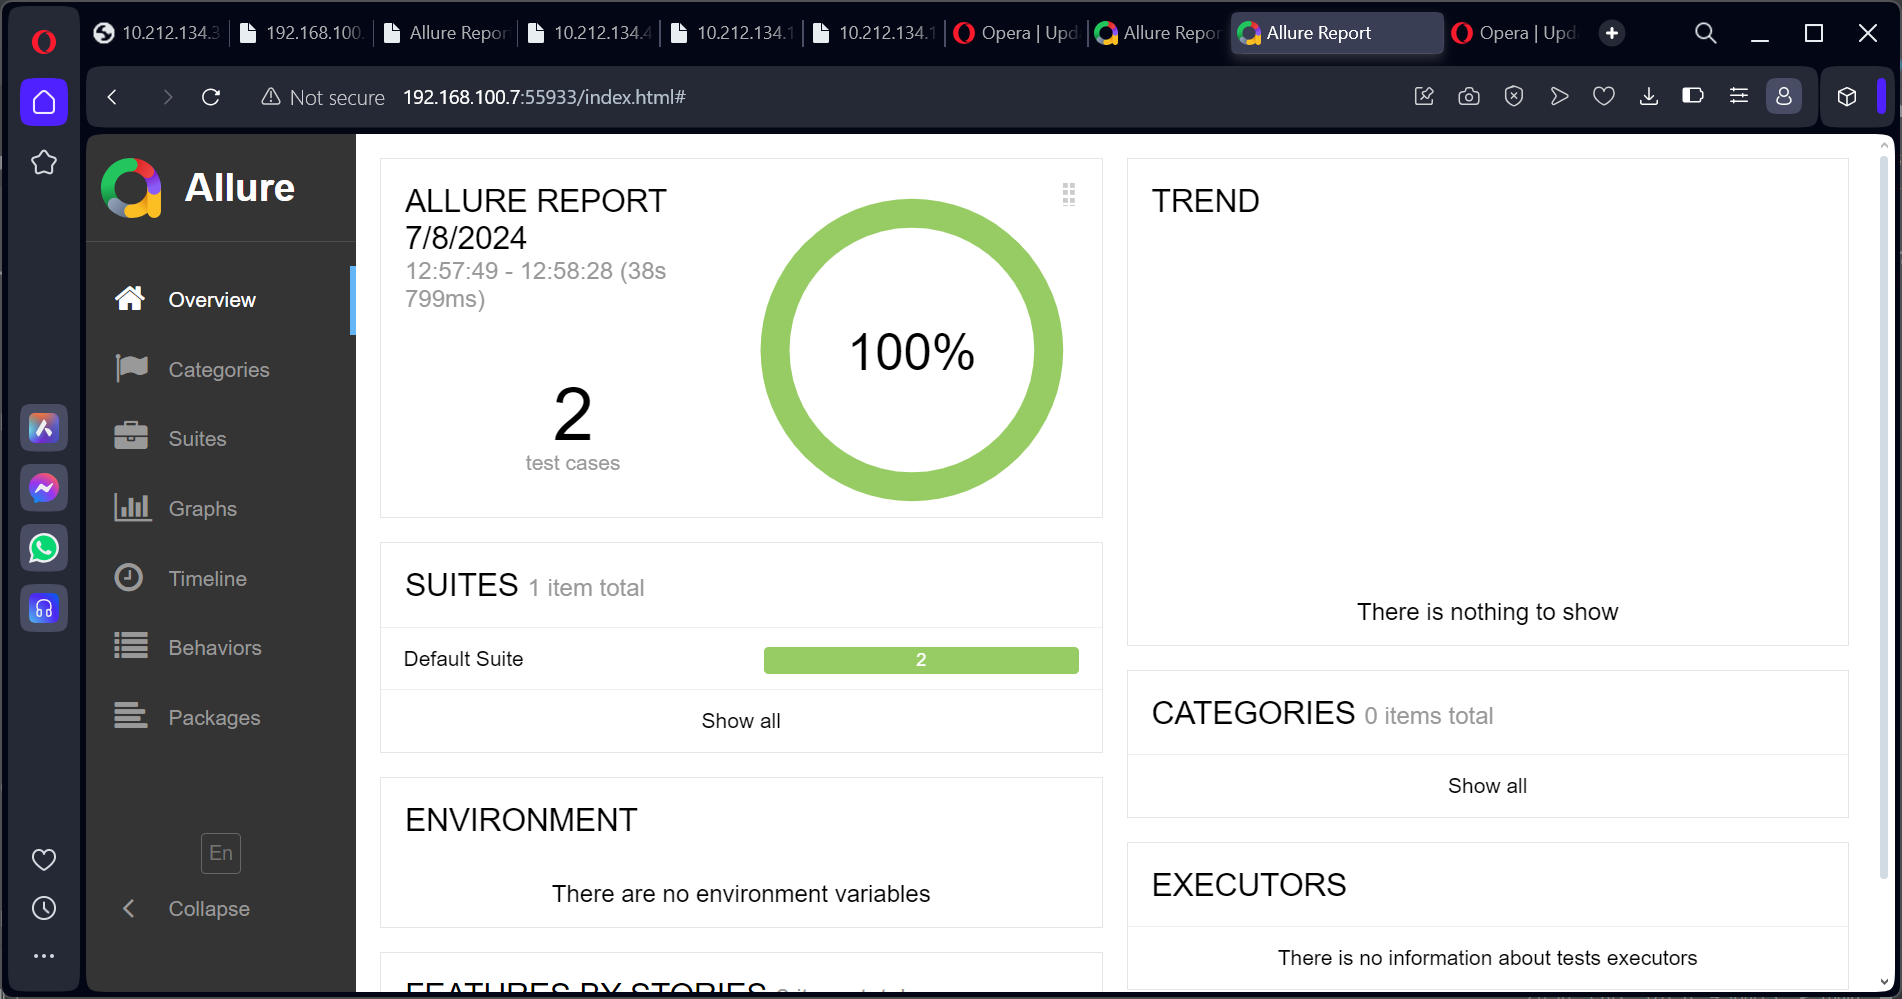 10.212.134.3
192.168.100.
Allure Repor
10.212.134.4
10.212.134.1
10.212.134.1
Opera | Upd
Allure Repor
Allure Report
Opera | Upd
Not secure
192.168.100.7:55933/index.html#
Allure
Overview
Categories
Suites
Graphs
Timeline
Behaviors
Packages
En
Collapse
ALLURE REPORT
7/8/2024
12:57:49 - 12:58:28 (38s
799ms)
2
test cases
100%
SUITES 1 item total
Default Suite
2
Show all
ENVIRONMENT
There are no environment variables
FEATURES BY STORIES
TREND
There is nothing to show
CATEGORIES 0 items total
Show all
EXECUTORS
There is no information about tests executors